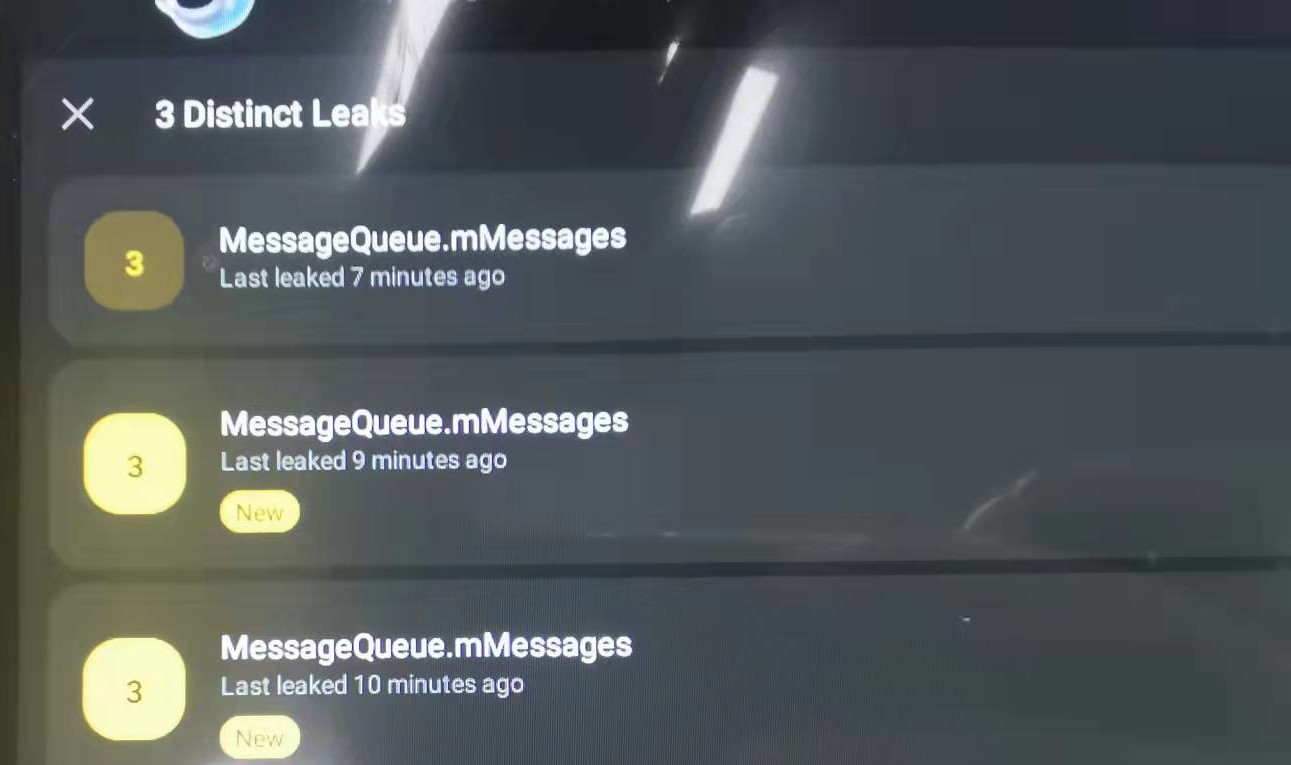 3 Distinct Leaks
3
MessageQueue.mMessages
Last leaked 7 minutes ago
3
MessageQueue.mMessages
Last leaked 9 minutes ago
New
3
MessageQueue.mMessages
Last leaked 10 minutes ago
New